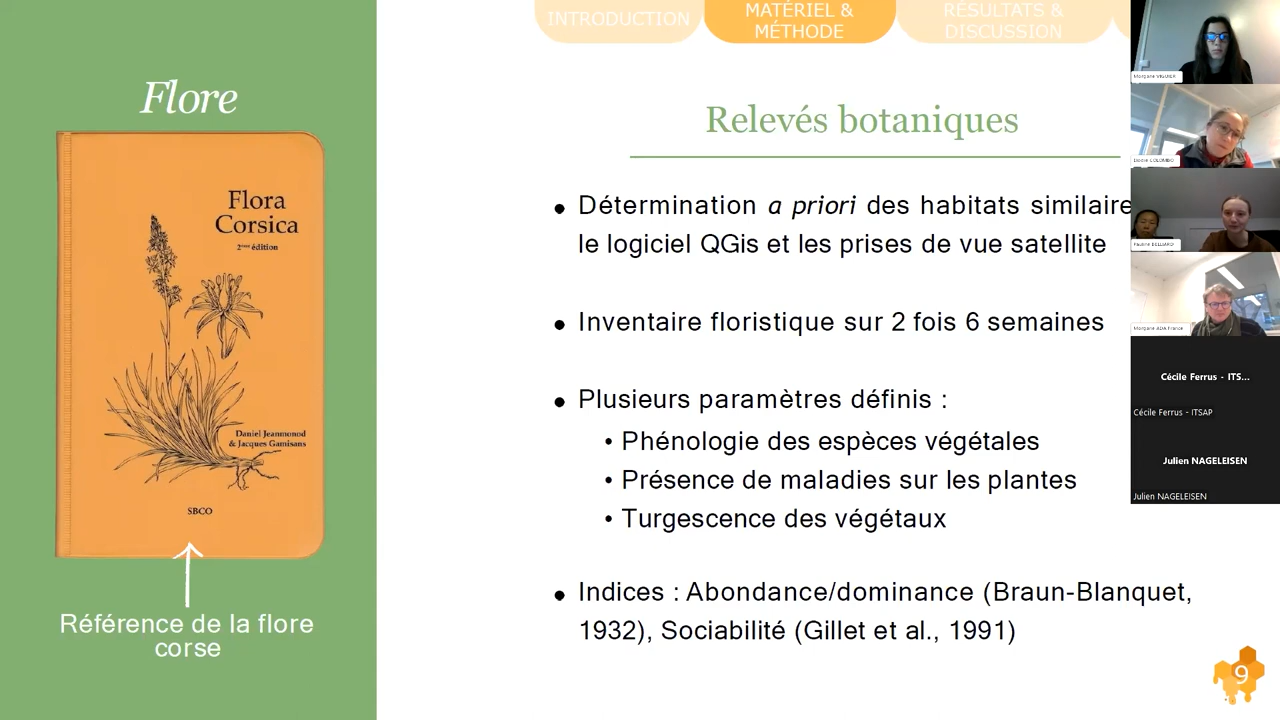 INTRODUCTION
MATÉRIEL &
MÉTHODE
RÉSULTATS &
DISCUSSION
Flore
Flora
Corsica
2ème édition
Daniel Jeanmonod
& Jacques Gamisans
SBCO
Référence de la flore
corse
Relevés botaniques
• Détermination a priori des habitats similaire
le logiciel QGis et les prises de vue satellite
• Inventaire floristique sur 2 fois 6 semaines
• Plusieurs paramètres définis :
• Phénologie des espèces végétales
• Présence de maladies sur les plantes
• Turgescence des végétaux
• Indices : Abondance/dominance (Braun-Blanquet,
1932), Sociabilité (Gillet et al., 1991)
9
COLOMBO
Morgane ADA France
Cécile Ferrus - ITS...
Cécile Ferrus - ITSAP
Julien NAGELEISEN
Julien NAGELEISEN